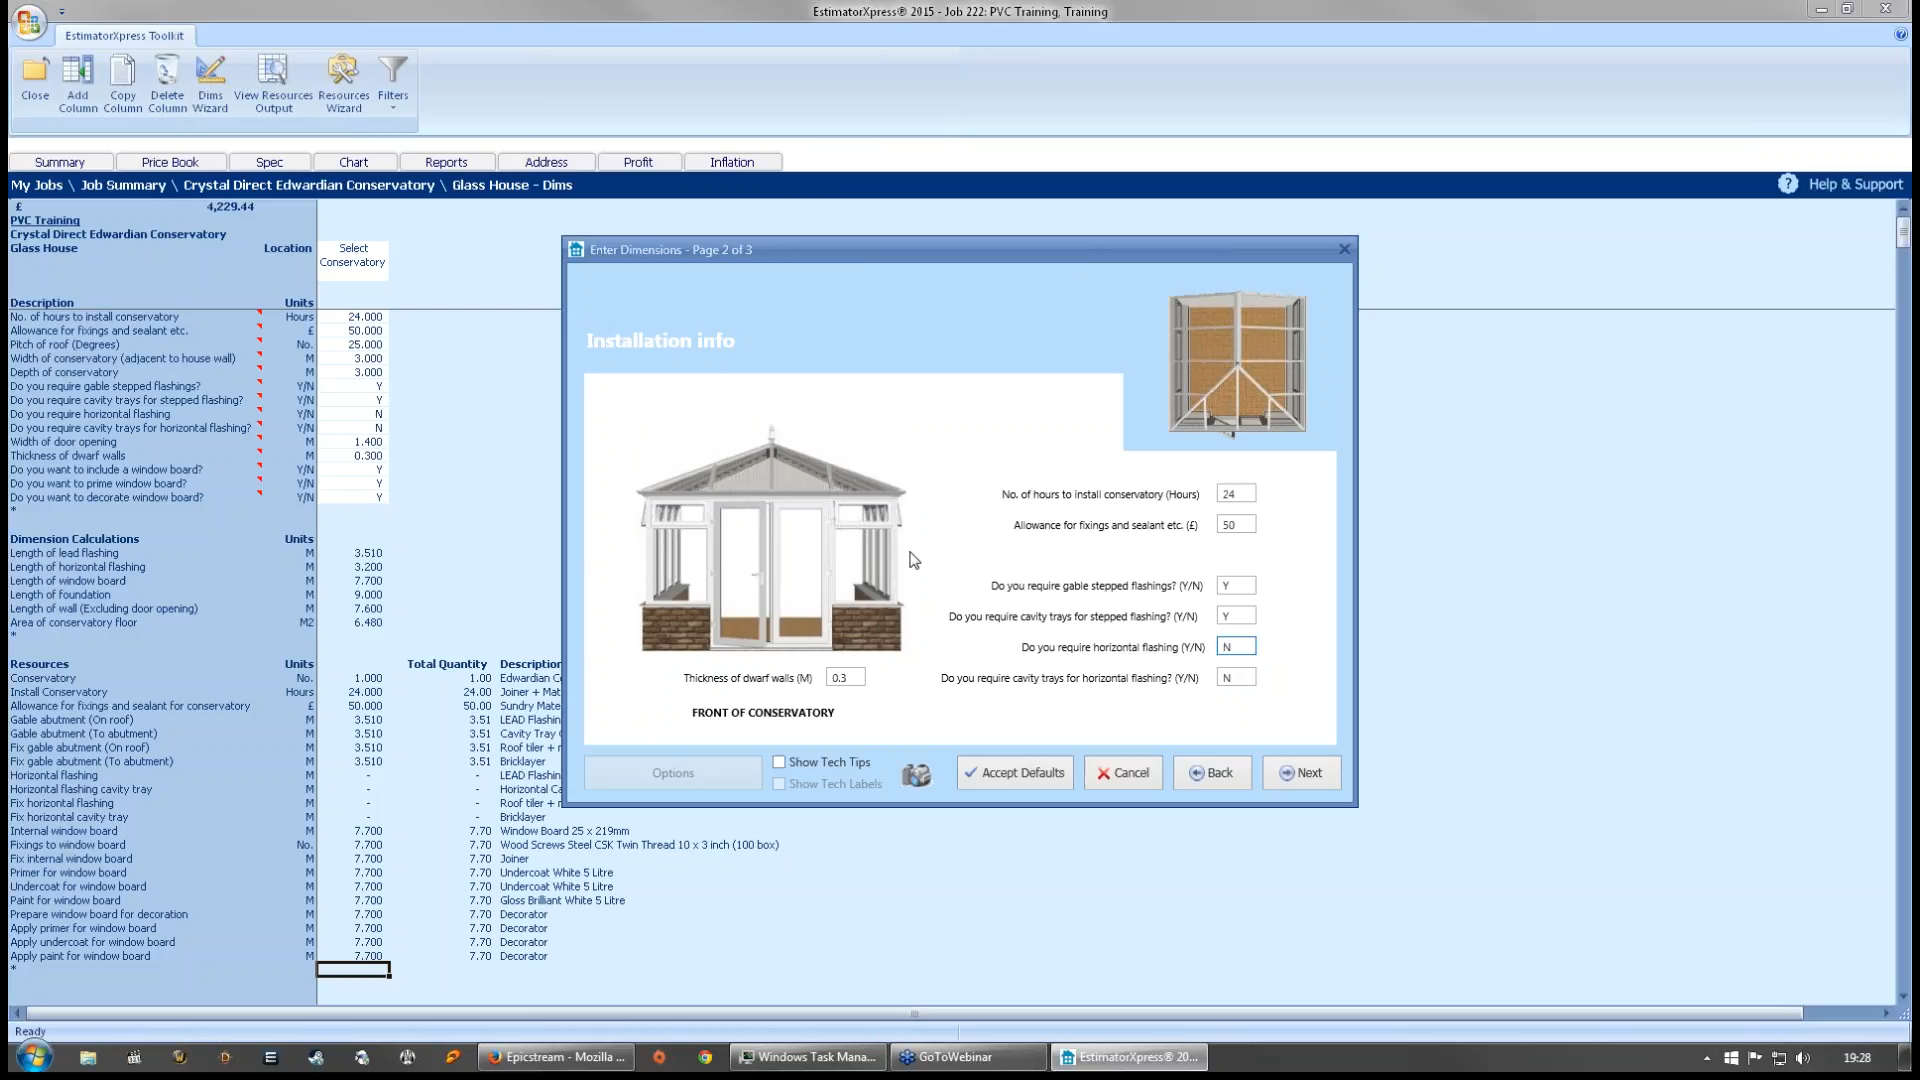 EstimatorXpress® 2015 - Job 222: PVC Training, Training
EstimatorXpress Toolkit
Close
Add Column
Copy Column
Delete Column
Dims Wizard
View Resources Output
Resources Wizard
Filters
Summary
Price Book
Spec
Chart
Reports
Address
Profit
Inflation
My Jobs \ Job Summary \ Crystal Direct Edwardian Conservatory \ Glass House - Dims
? Help & Support
£ 4,229.44
PVC Training
Crystal Direct Edwardian Conservatory
Glass House Location Select Conservatory
Description Units
No. of hours to install conservatory Hours 24.000
Allowance for fixings and sealant etc. £ 50.000
Pitch of roof (Degrees) No. 25.000
Width of conservatory (adjacent to house wall) M 3.000
Depth of conservatory M 3.000
Do you require gable stepped flashings? Y/N Y
Do you require cavity trays for stepped flashing? Y/N Y
Do you require horizontal flashing Y/N N
Do you require cavity trays for horizontal flashing? Y/N N
Width of door opening M 1.400
Thickness of dwarf walls M 0.300
Do you want to include a window board? Y/N Y
Do you want to prime window board? Y/N Y
Do you want to decorate window board? Y/N Y
*
Dimension Calculations Units
Length of lead flashing M 3.510
Length of horizontal flashing M 3.200
Length of window board M 7.700
Length of foundation M 9.000
Length of wall (Excluding door opening) M 7.600
Area of conservatory floor M2 6.480
*
Resources Units Total Quantity Description
Conservatory No. 1.000 1.00 Edwardian C
Install Conservatory Hours 24.000 24.00 Joiner + Mat
Allowance for fixings and sealant for conservatory £ 50.000 50.00 Sundry Mate
Gable abutment (On roof) M 3.510 3.51 LEAD Flashin
Gable abutment (To abutment) M 3.510 3.51 Cavity Tray
Fix gable abutment (On roof) M 3.510 3.51 Roof tiler +
Fix gable abutment (To abutment) M 3.510 3.51 Bricklayer
Horizontal flashing M - - LEAD Flashin
Horizontal flashing cavity tray M - - Horizontal Ca
Fix horizontal flashing M - - Roof tiler +
Fix horizontal cavity tray M - - Bricklayer
Internal window board M 7.700 7.70 Window Board 25 x 219mm
Fixings to window board No. 7.700 7.70 Wood Screws Steel CSK Twin Thread 10 x 3 inch (100 box)
Fix internal window board M 7.700 7.70 Joiner
Primer for window board M 7.700 7.70 Undercoat White 5 Litre
Undercoat for window board M 7.700 7.70 Undercoat White 5 Litre
Paint for window board M 7.700 7.70 Gloss Brilliant White 5 Litre
Prepare window board for decoration M 7.700 7.70 Decorator
Apply primer for window board M 7.700 7.70 Decorator
Apply undercoat for window board M 7.700 7.70 Decorator
Apply paint for window board M 7.700 7.70 Decorator
*
Enter Dimensions - Page 2 of 3
Installation info
No. of hours to install conservatory (Hours) 24
Allowance for fixings and sealant etc. (£) 50
Do you require gable stepped flashings? (Y/N) Y
Do you require cavity trays for stepped flashing? (Y/N) Y
Do you require horizontal flashing (Y/N) N
Thickness of dwarf walls (M) 0.3
Do you require cavity trays for horizontal flashing? (Y/N) N
FRONT OF CONSERVATORY
Options
Show Tech Tips
Show Tech Labels
Accept Defaults
Cancel
Back
Next
Ready
Epicstream - Mozilla ...
Windows Task Mana...
GoToWebinar
EstimatorXpress® 20...
19:28